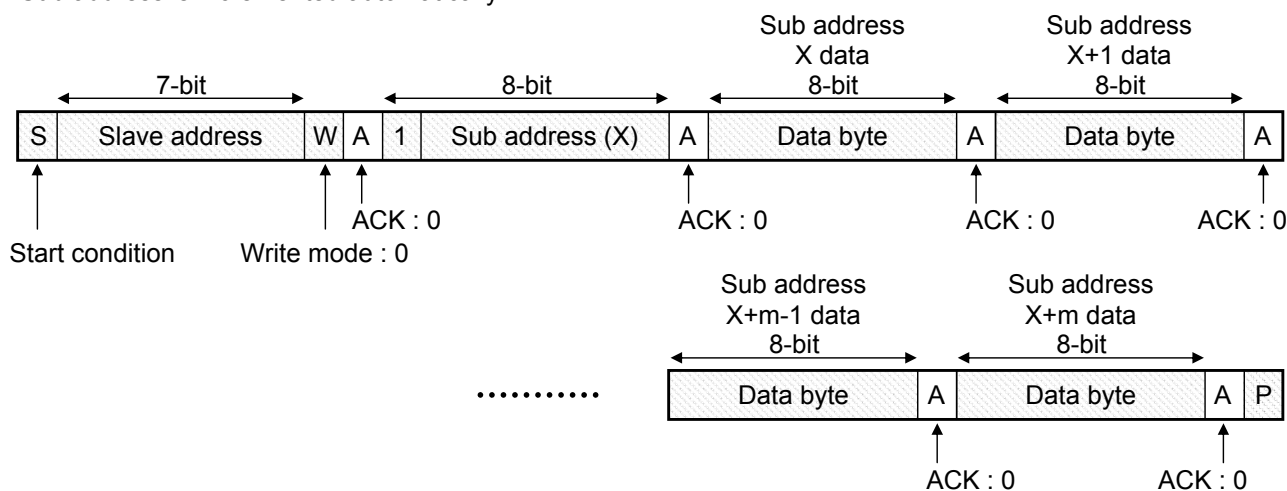 Sub address Sub address
X data X+1 data
7-bit 8-bit 8-bit 8-bit
S Slave address W A 1 Sub address (X) A Data byte A Data byte A
ACK : 0 ACK : 0 ACK : 0 ACK : 0
Start condition Write mode : 0
Sub address Sub address
X+m-1 data X+m data
8-bit 8-bit
Data byte A Data byte A P
ACK : 0 ACK : 0